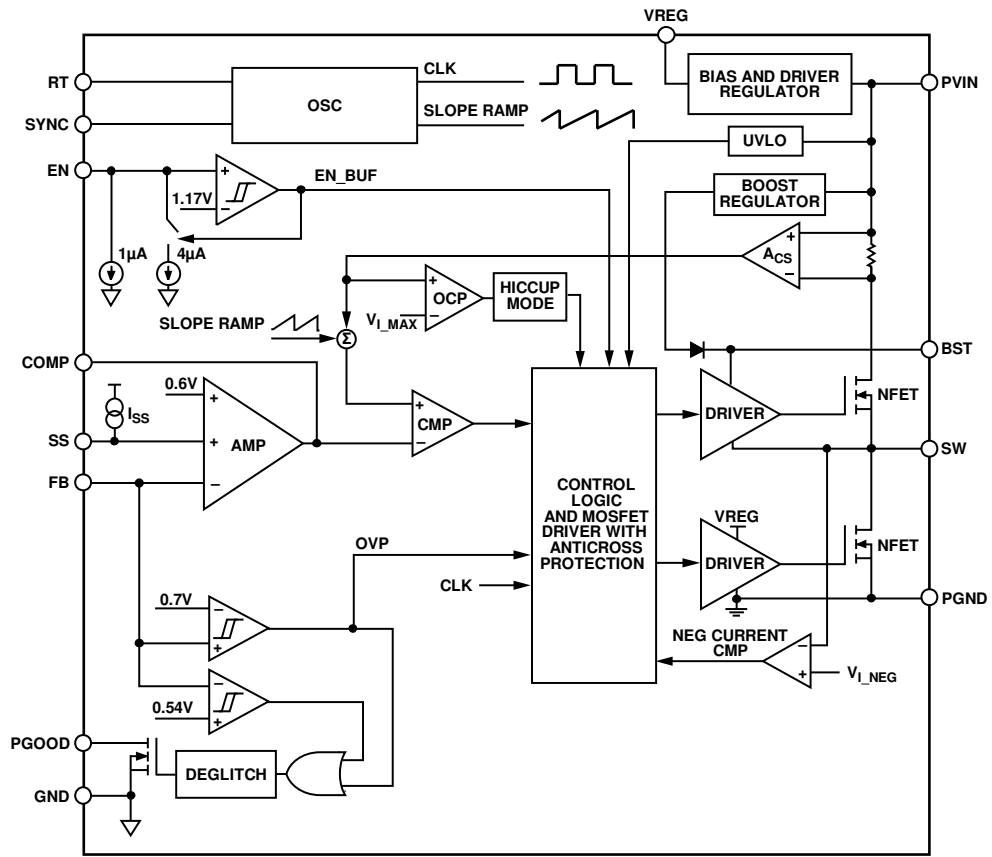 VREG
RT
SYNC
OSC
CLK
SLOPE RAMP
BIAS AND DRIVER
REGULATOR
PVIN
UVLO
EN
+
1.17V
−
EN_BUF
BOOST
REGULATOR
1µA
4µA
+
ACS
−
+
OCP
−
VI_MAX
HICCUP
MODE
SLOPE RAMP
Σ
COMP
BST
0.6V
+
ISS
SS
+
AMP
FB
−
+
CMP
−
DRIVER
NFET
SW
CONTROL
LOGIC
AND MOSFET
DRIVER WITH
ANTICROSS
PROTECTION
VREG
DRIVER
NFET
OVP
CLK
PGND
0.7V
−
+
NEG CURRENT
CMP
−
+
VI_NEG
−
0.54V
+
PGOOD
DEGLITCH
GND